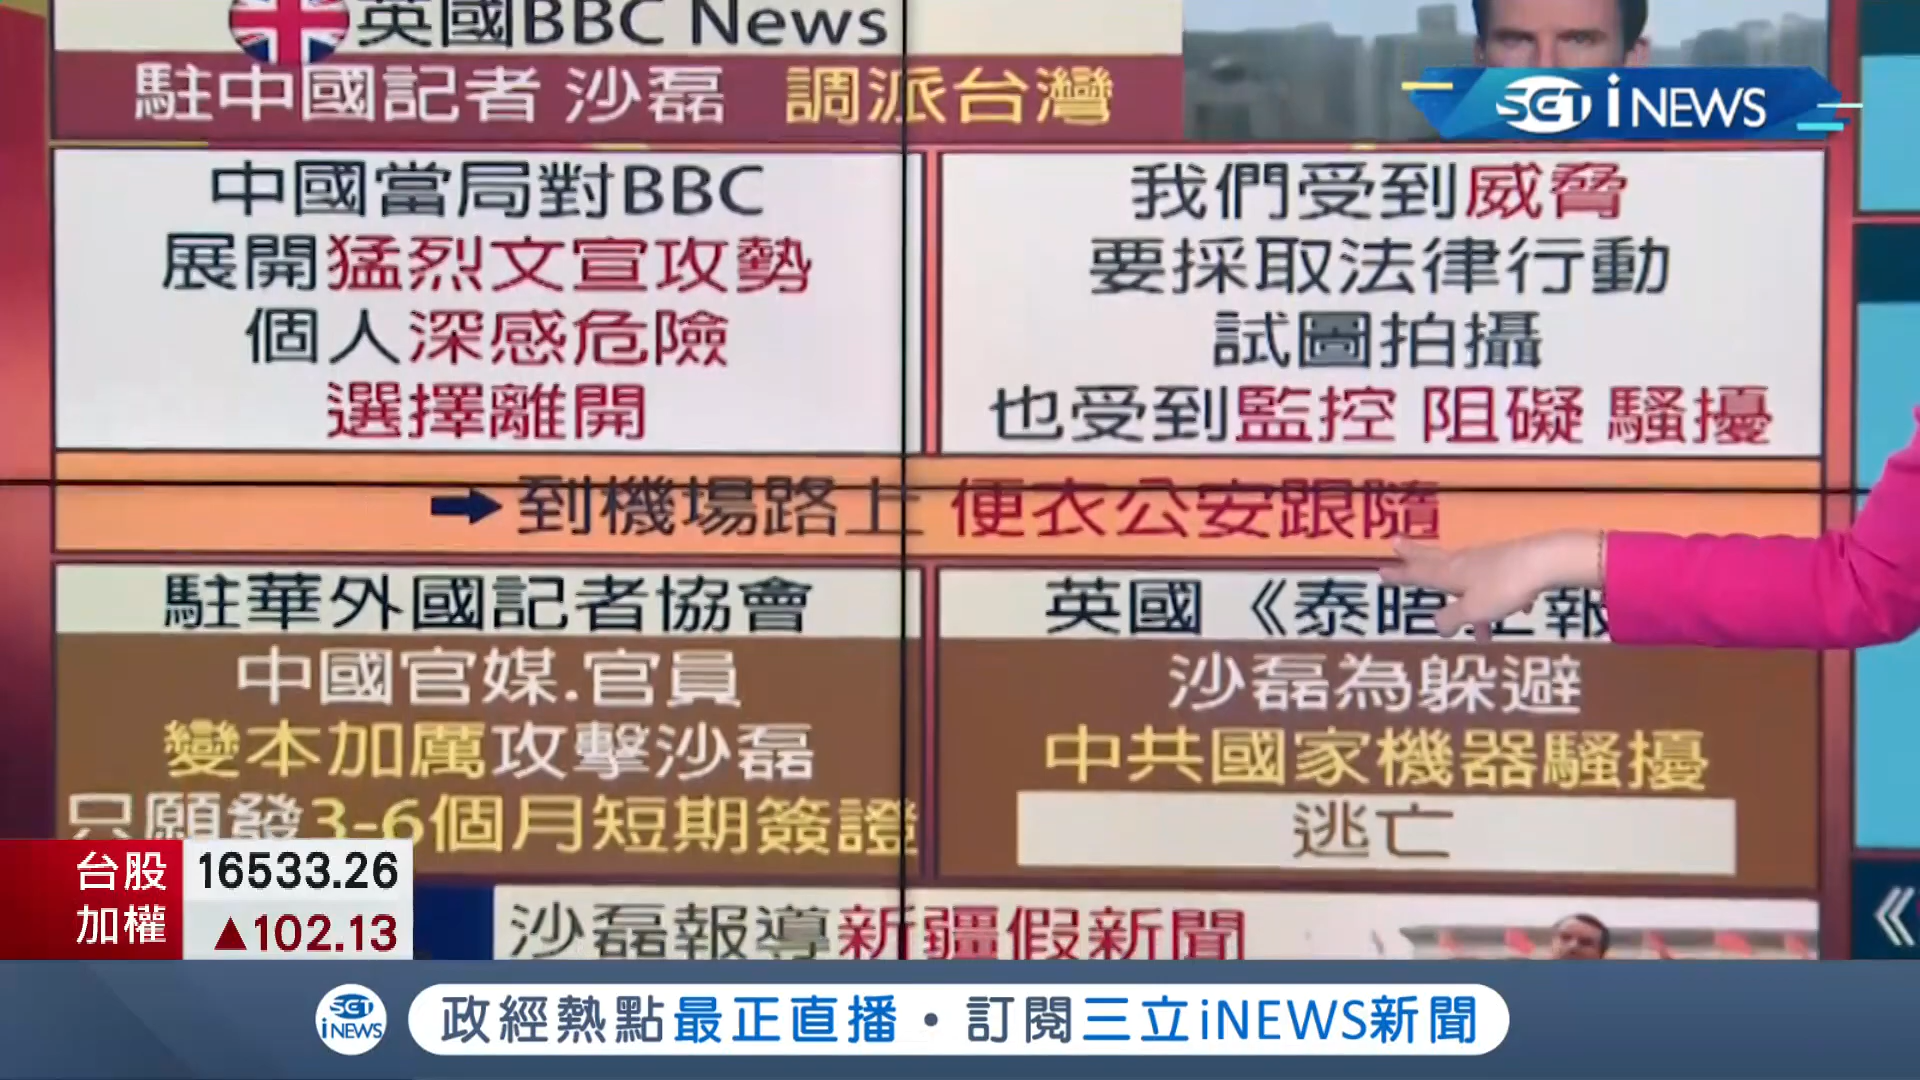 英國BBC News
駐中國記者 沙磊 調派台灣
SET iNEWS
中國當局對BBC
展開猛烈文宣攻勢
個人深感危險
選擇離開
我們受到威脅
要採取法律行動
試圖拍攝
也受到監控 阻礙 騷擾
到機場路上 便衣公安跟隨
駐華外國記者協會
中國官媒.官員
變本加厲攻擊沙磊
只願發3-6個月短期簽證
英國《泰晤士報
沙磊為躲避
中共國家機器騷擾
逃亡
沙磊報導新疆假新聞
《
台股
加權
16533.26
▲102.13
SET
iNEWS
政經熱點最正直播・訂閱三立iNEWS新聞